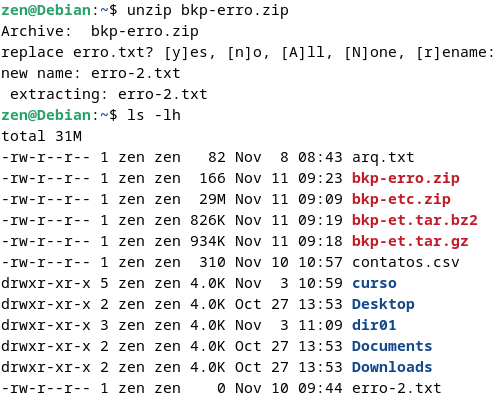 zen@Debian:~$ unzip bkp-erro.zip
Archive:  bkp-erro.zip
replace erro.txt? [y]es, [n]o, [A]ll, [N]one, [r]ename:
new name: erro-2.txt
 extracting: erro-2.txt
zen@Debian:~$ ls -lh
total 31M
-rw-r--r-- 1 zen zen   82 Nov  8 08:43 arq.txt
-rw-r--r-- 1 zen zen  166 Nov 11 09:23 bkp-erro.zip
-rw-r--r-- 1 zen zen  29M Nov 11 09:09 bkp-etc.zip
-rw-r--r-- 1 zen zen 826K Nov 11 09:19 bkp-et.tar.bz2
-rw-r--r-- 1 zen zen 934K Nov 11 09:18 bkp-et.tar.gz
-rw-r--r-- 1 zen zen  310 Nov 10 10:57 contatos.csv
drwxr-xr-x 5 zen zen 4.0K Nov  3 10:59 curso
drwxr-xr-x 2 zen zen 4.0K Oct 27 13:53 Desktop
drwxr-xr-x 3 zen zen 4.0K Nov  3 11:09 dir01
drwxr-xr-x 2 zen zen 4.0K Oct 27 13:53 Documents
drwxr-xr-x 2 zen zen 4.0K Oct 27 13:53 Downloads
-rw-r--r-- 1 zen zen    0 Nov 10 09:44 erro-2.txt